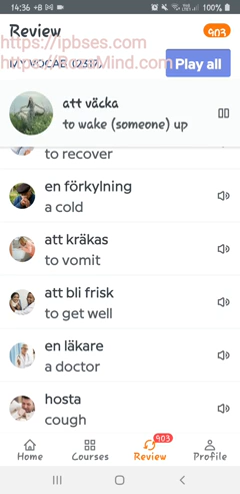 14:36 +B
100%
Review
903
https://ipbses.com
MY VOCAB (2317)
Play all
att väcka
to wake (someone) up
to recover
en förkylning
a cold
att kräkas
to vomit
att bli frisk
to get well
en läkare
a doctor
hosta
cough
903
Home Courses Review Profile